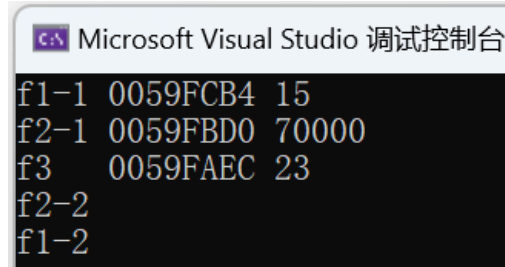 Microsoft Visual Studio 调试控制台
f1-1 0059FCB4 15
f2-1 0059FBD0 70000
f3   0059FAEC 23
f2-2
f1-2